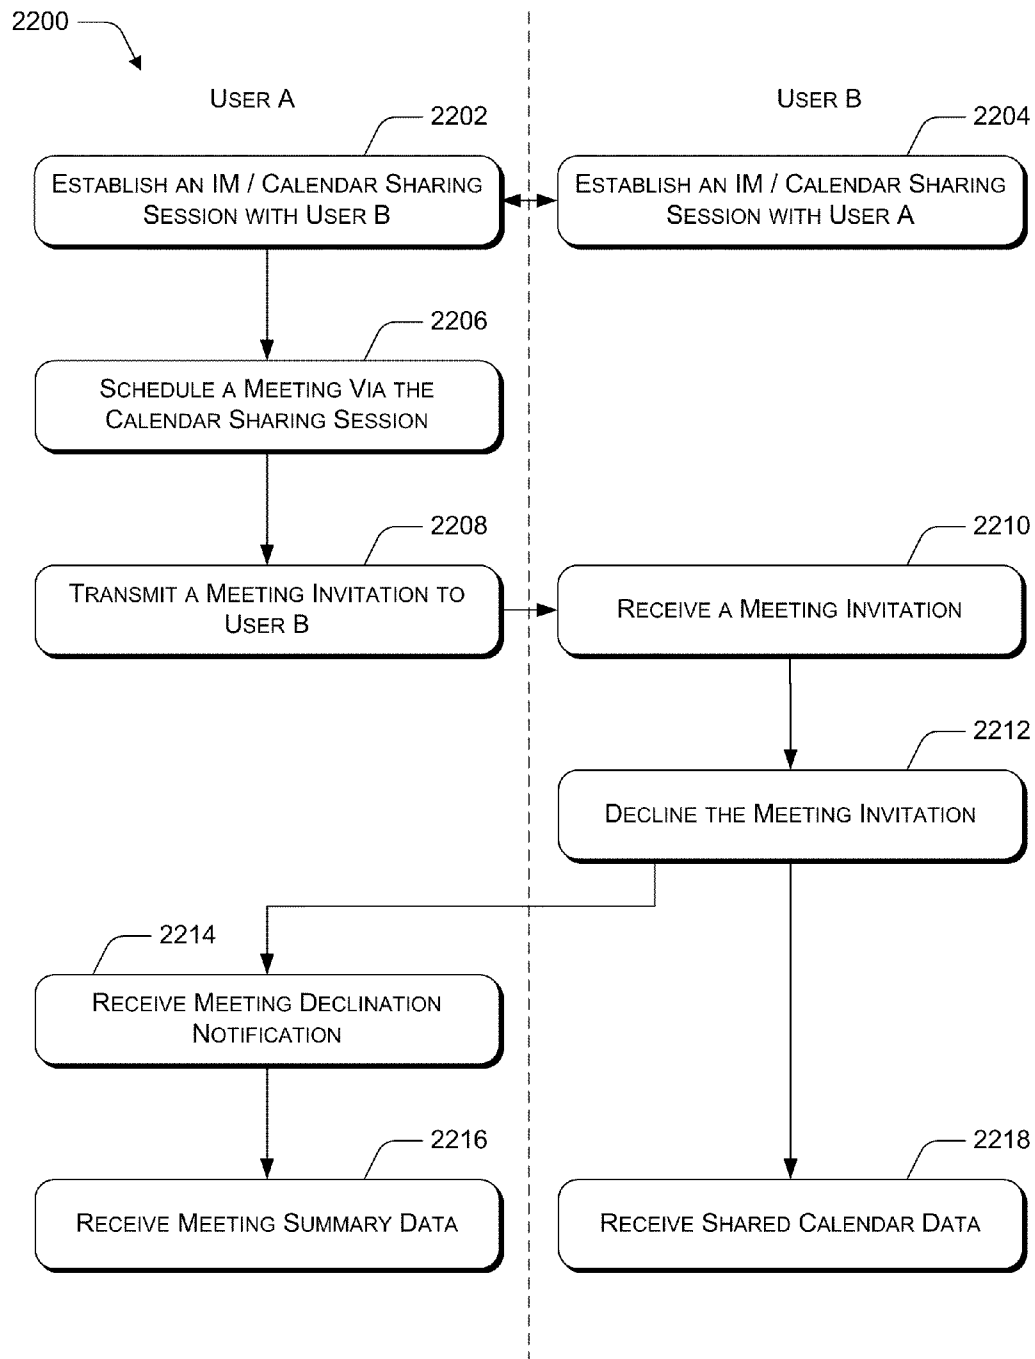 2200
USER A
USER B
2202
2204
ESTABLISH AN IM / CALENDAR SHARING
SESSION WITH USER B
ESTABLISH AN IM / CALENDAR SHARING
SESSION WITH USER A
2206
SCHEDULE A MEETING VIA THE
CALENDAR SHARING SESSION
2208
2210
TRANSMIT A MEETING INVITATION TO
USER B
RECEIVE A MEETING INVITATION
2212
DECLINE THE MEETING INVITATION
2214
RECEIVE MEETING DECLINATION
NOTIFICATION
2216
2218
RECEIVE MEETING SUMMARY DATA
RECEIVE SHARED CALENDAR DATA